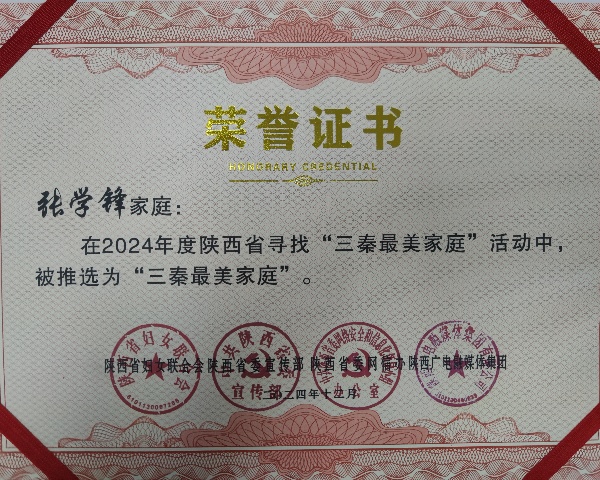 荣誉证书
HONORARY CREDENTIAL
张学锋家庭：
在2024年度陕西省寻找“三秦最美家庭”活动中，
被推选为“三秦最美家庭”。
陕西省妇女联合会 陕西省委宣传部 陕西省委网信办 陕西广电融媒体集团
二〇二四年十二月